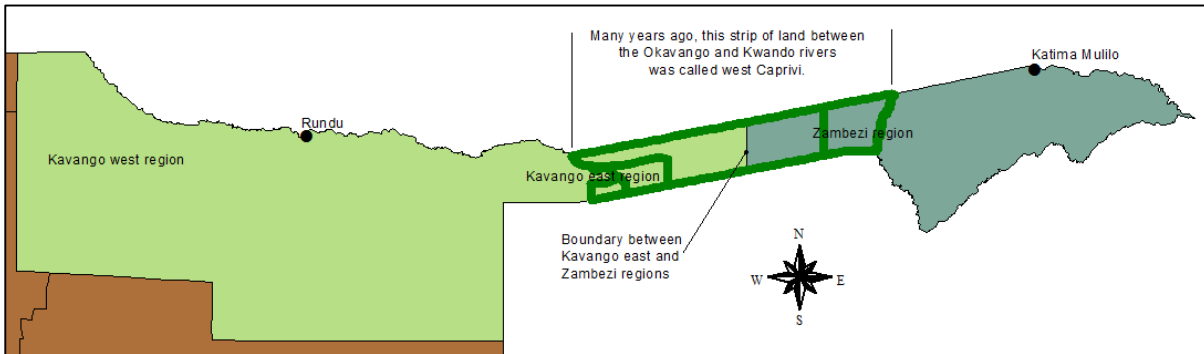 Many years ago, this strip of land between
the Okavango and Kwando rivers
was called west Caprivi.
Katima Mulilo
Rundu
Zambezi region
Kavango west region
Kavango east region
Boundary between
Kavango east and
Zambezi regions
N
W
E
S